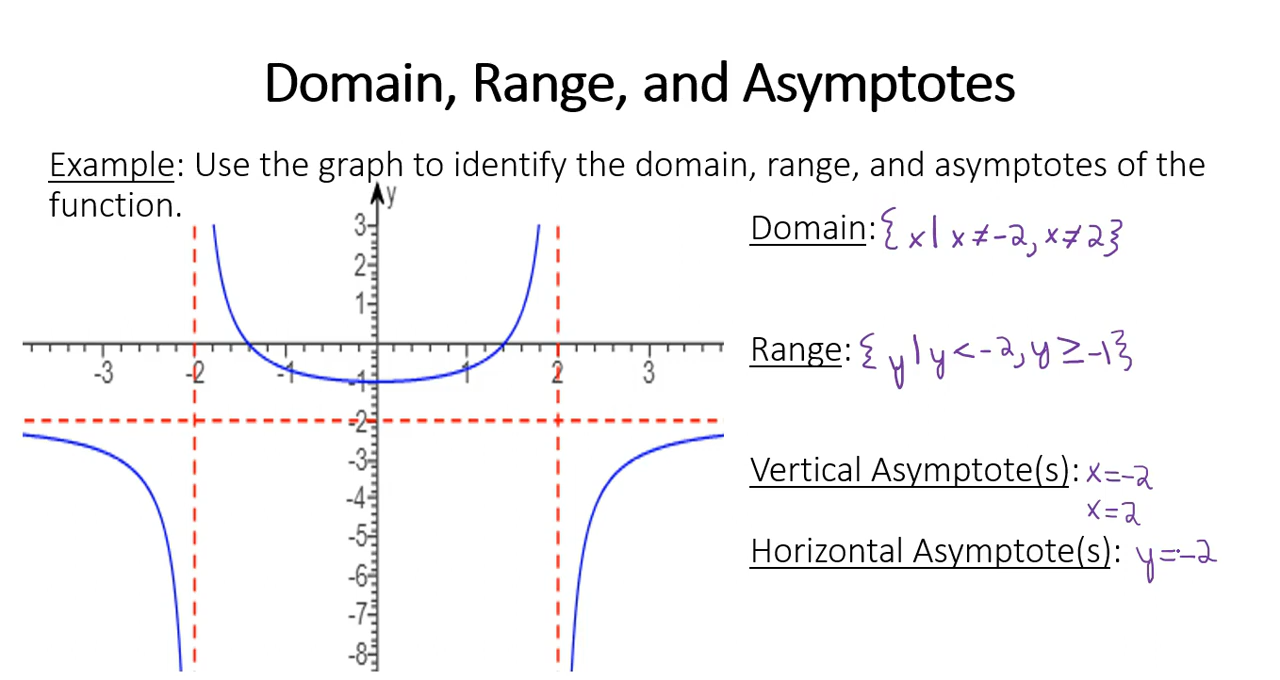 Domain, Range, and Asymptotes
Example: Use the graph to identify the domain, range, and asymptotes of the
function.
y
3
2
1
-3 -2 -1 1 2 3
-1
-2
-3
-4
-5
-6
-7
-8
Domain: {x| x≠-2, x≠2}
Range: {y|y<-2, y≥-1}
Vertical Asymptote(s): x=-2
x=2
Horizontal Asymptote(s): y=-2